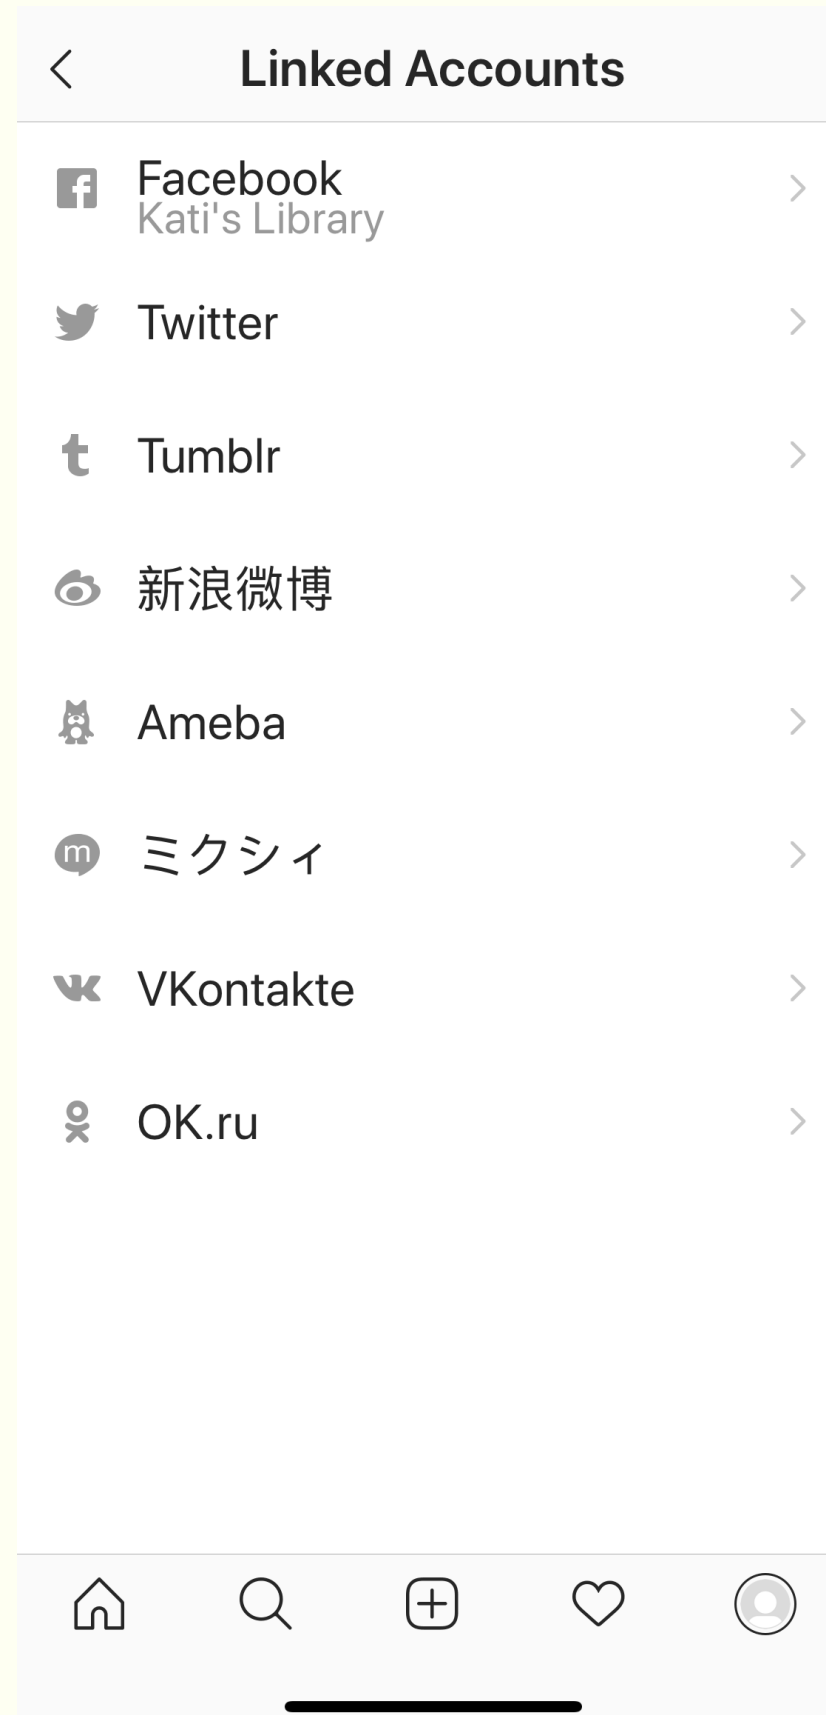 Linked Accounts
Facebook
Kati's Library
Twitter
Tumblr
新浪微博
Ameba
ミクシィ
VKontakte
OK.ru